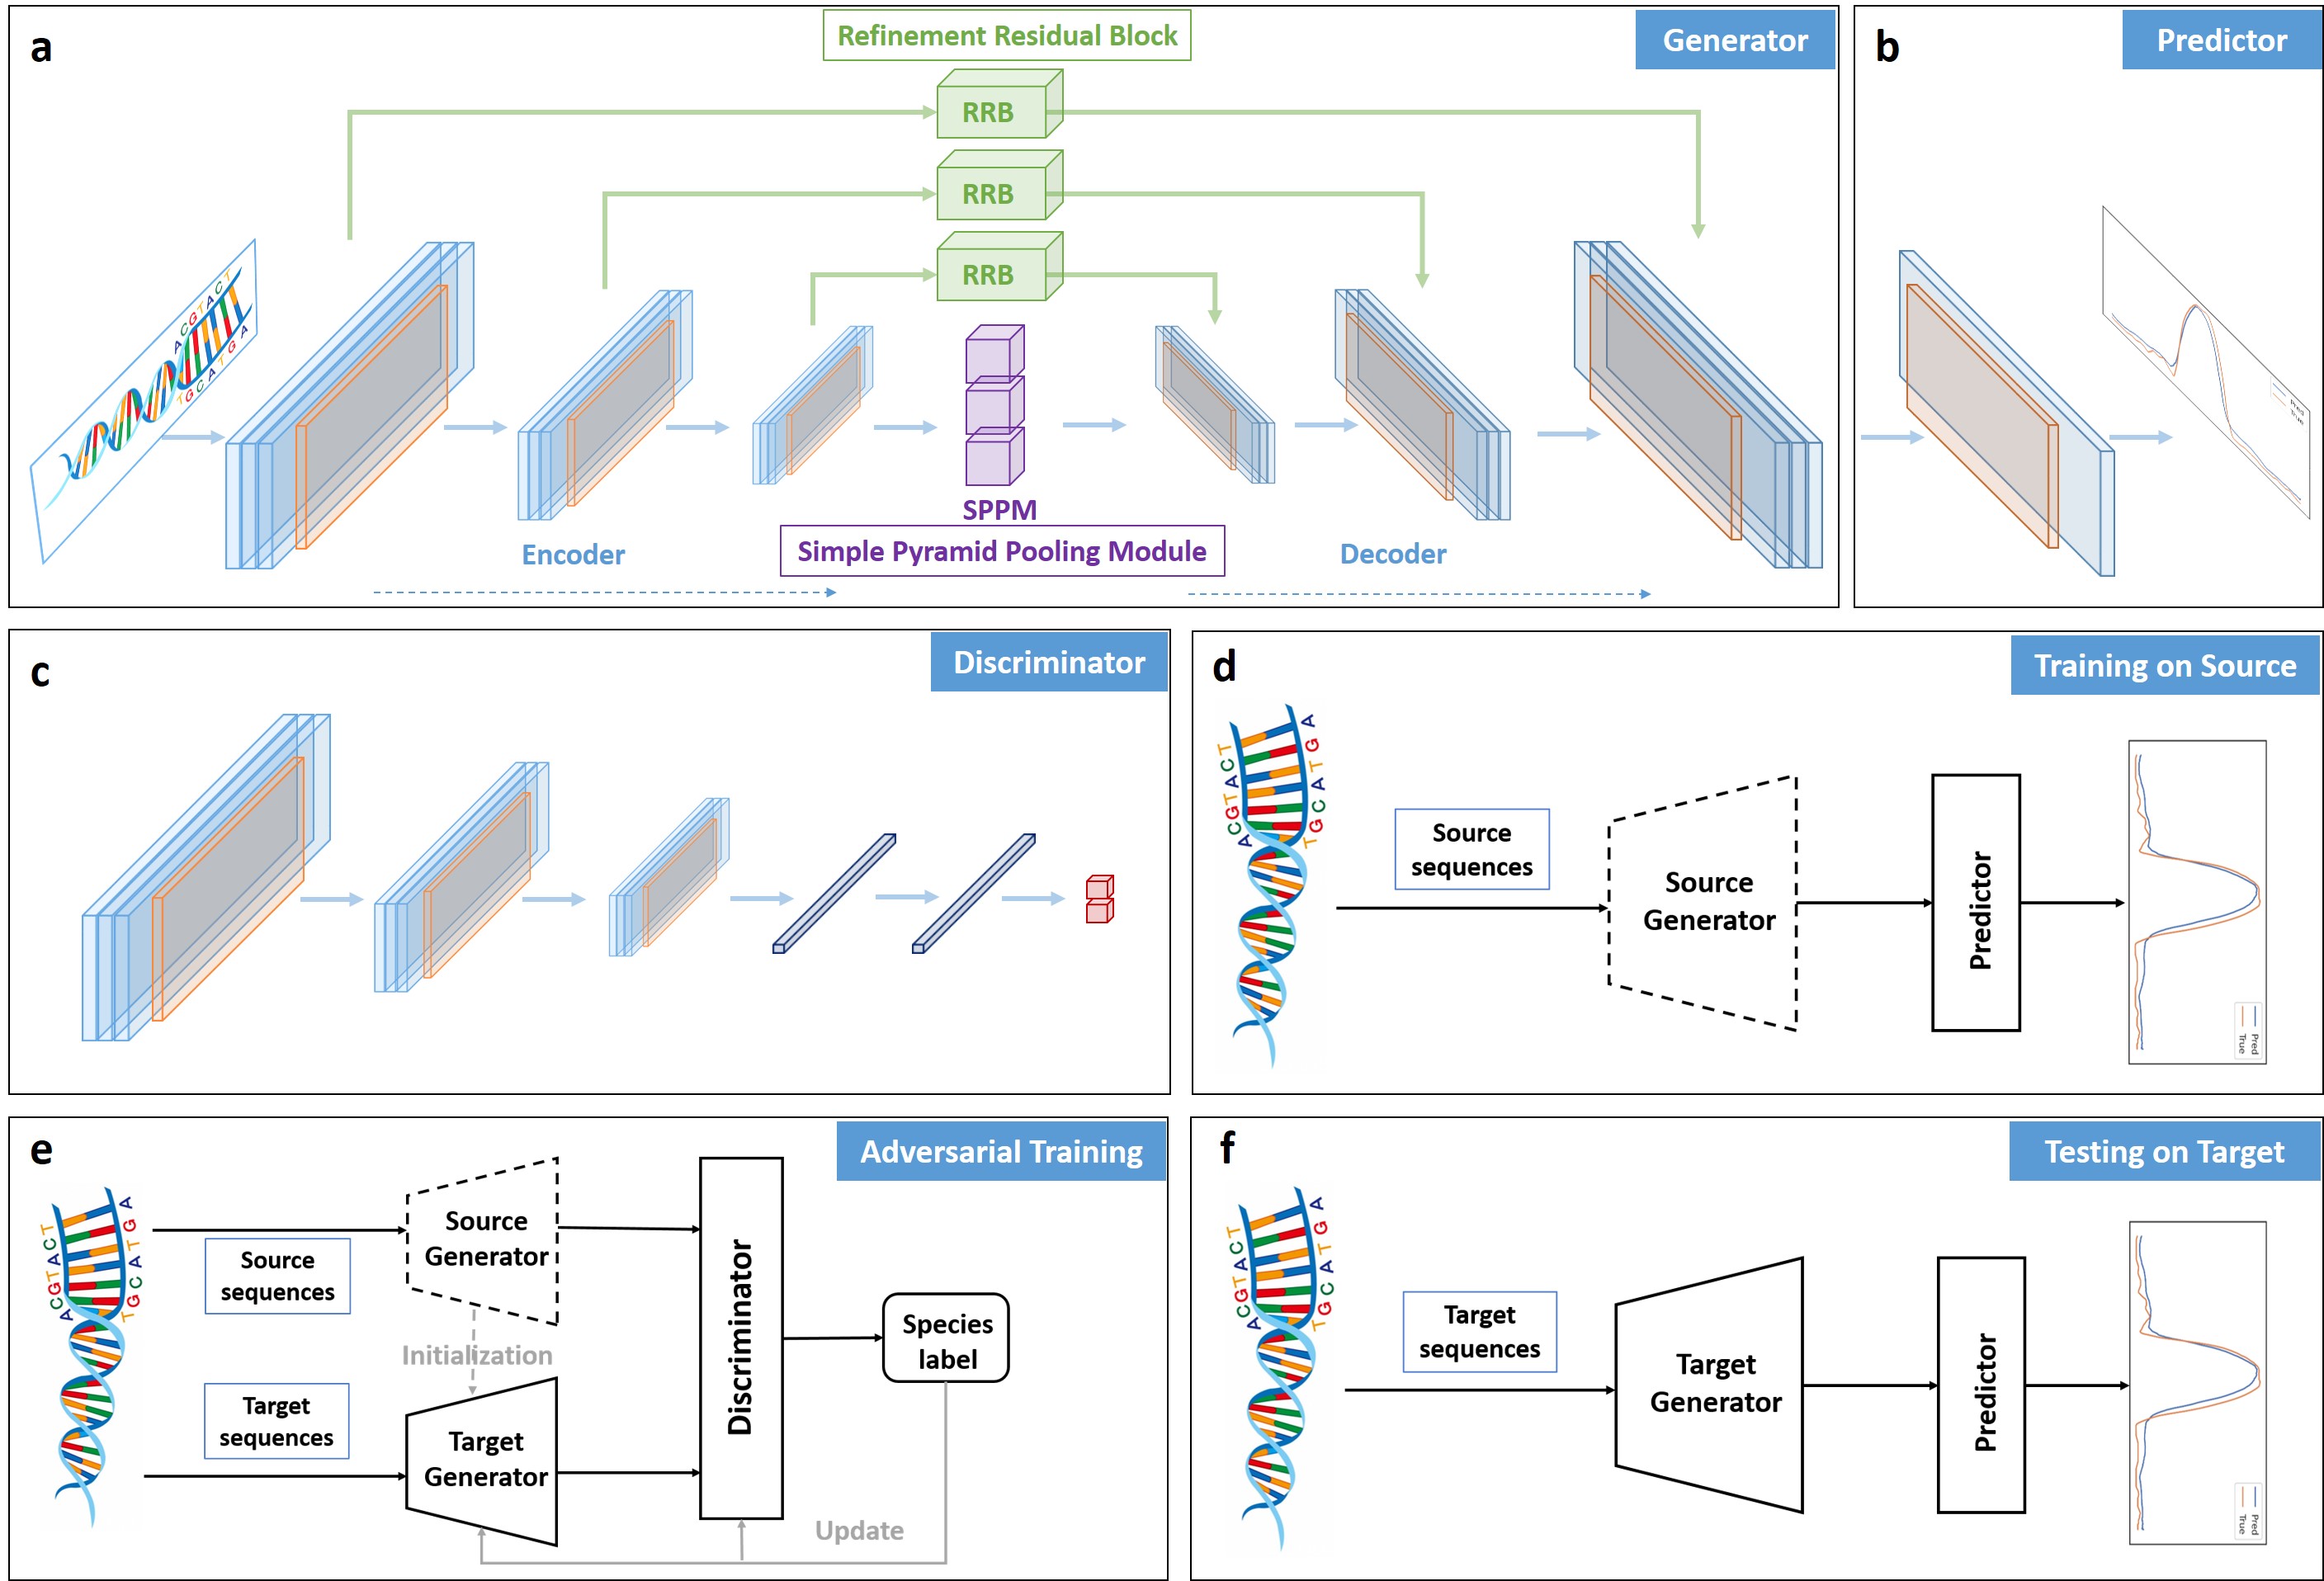 a
Refinement Residual Block
Generator
RRB
RRB
RRB
ACGTACT
TGCATGA
SPPM
Simple Pyramid Pooling Module
Encoder
Decoder
b
Predictor
Pred
True
c
Discriminator
d
Training on Source
ACGTACT
TGCATGA
Source
sequences
Source
Generator
Predictor
Pred
True
e
Adversarial Training
ACGTACT
TGCATGA
Source
sequences
Source
Generator
Initialization
Target
sequences
Target
Generator
Discriminator
Species
label
Update
f
Testing on Target
ACGTACT
TGCATGA
Target
sequences
Target
Generator
Predictor
Pred
True